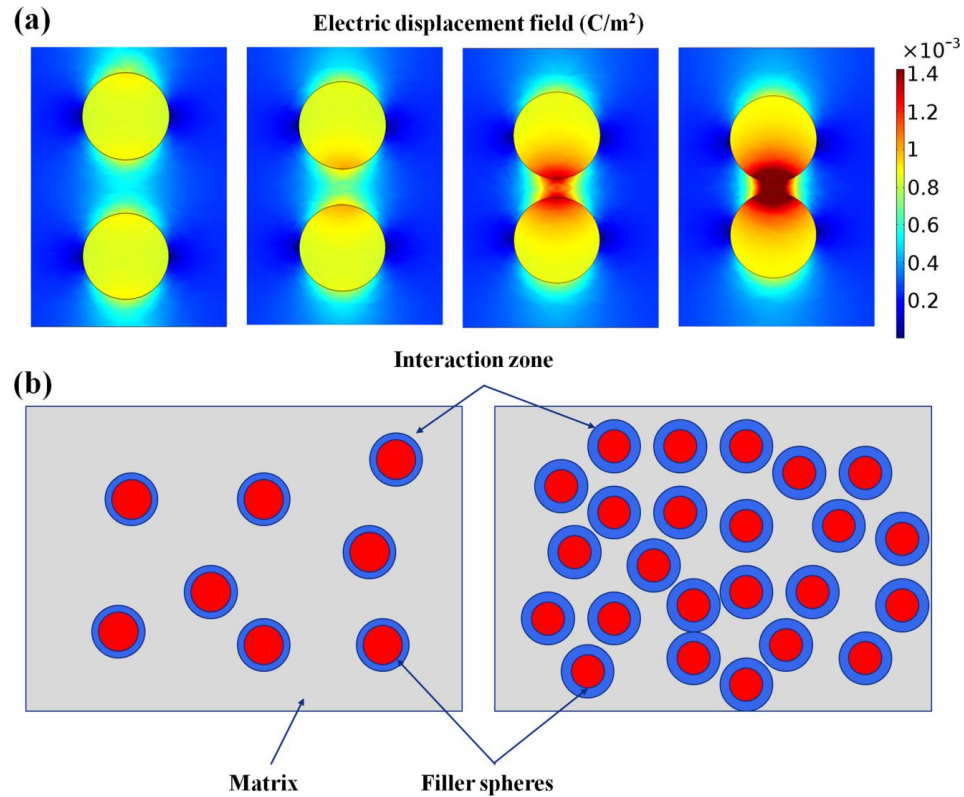 (a)
Electric displacement field (C/m²)
×10⁻³
1.4
1.2
1
0.8
0.6
0.4
0.2
(b)
Interaction zone
Matrix
Filler spheres